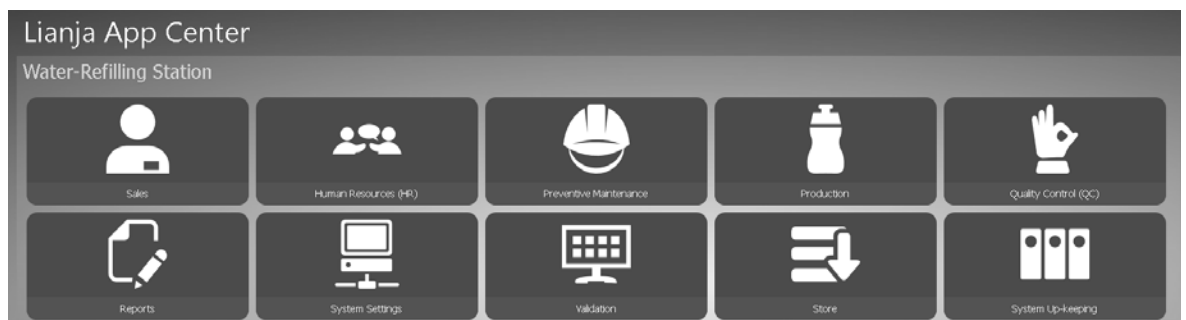 Lianja App Center
Water-Refilling Station
Sales
Human Resources (HR)
Preventive Maintenance
Production
Quality Control (QC)
Reports
System Settings
Validation
Store
System Up-keeping